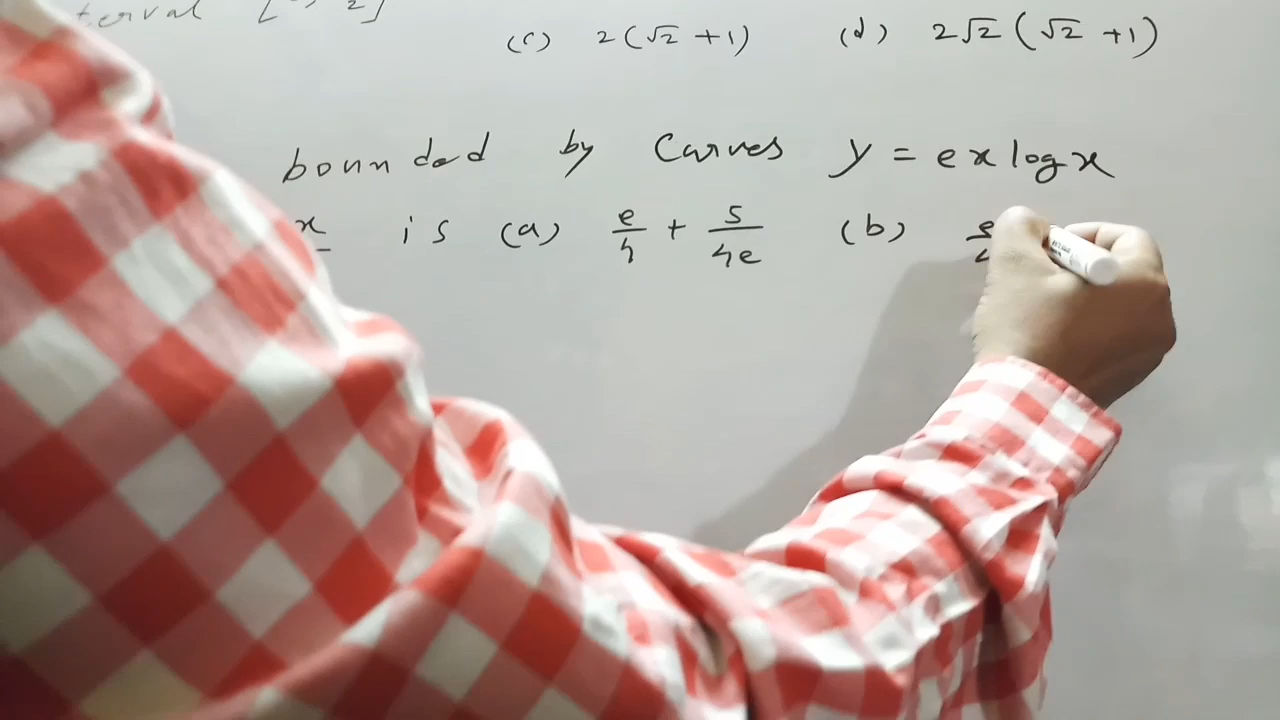 (c) 2(√2 + 1) (d) 2√2(√2 + 1)
bounded by Curves y = ex log x
x is (a) e/4 + 5/4e (b)